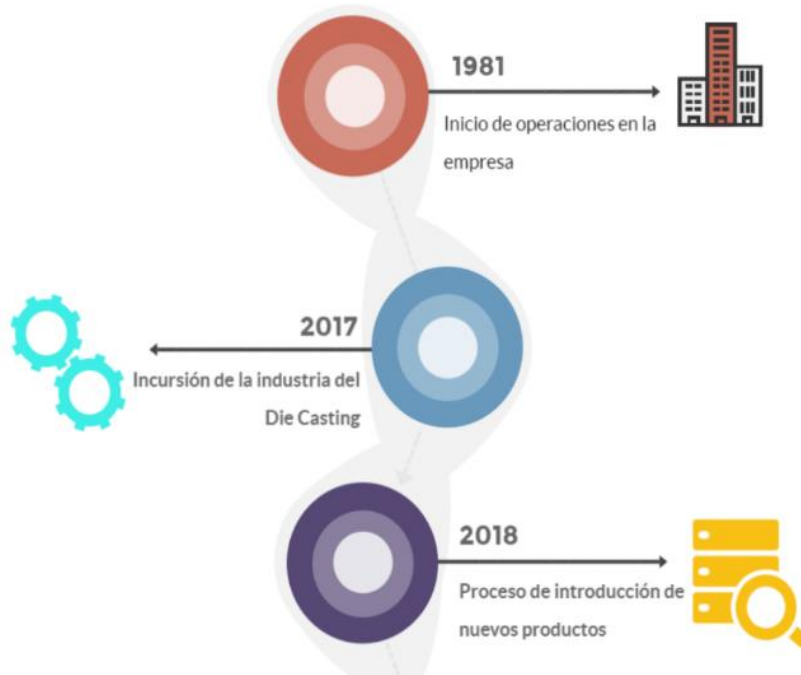 1981
Inicio de operaciones en la
empresa
2017
Incursión de la industria del
Die Casting
2018
Proceso de introducción de
nuevos productos